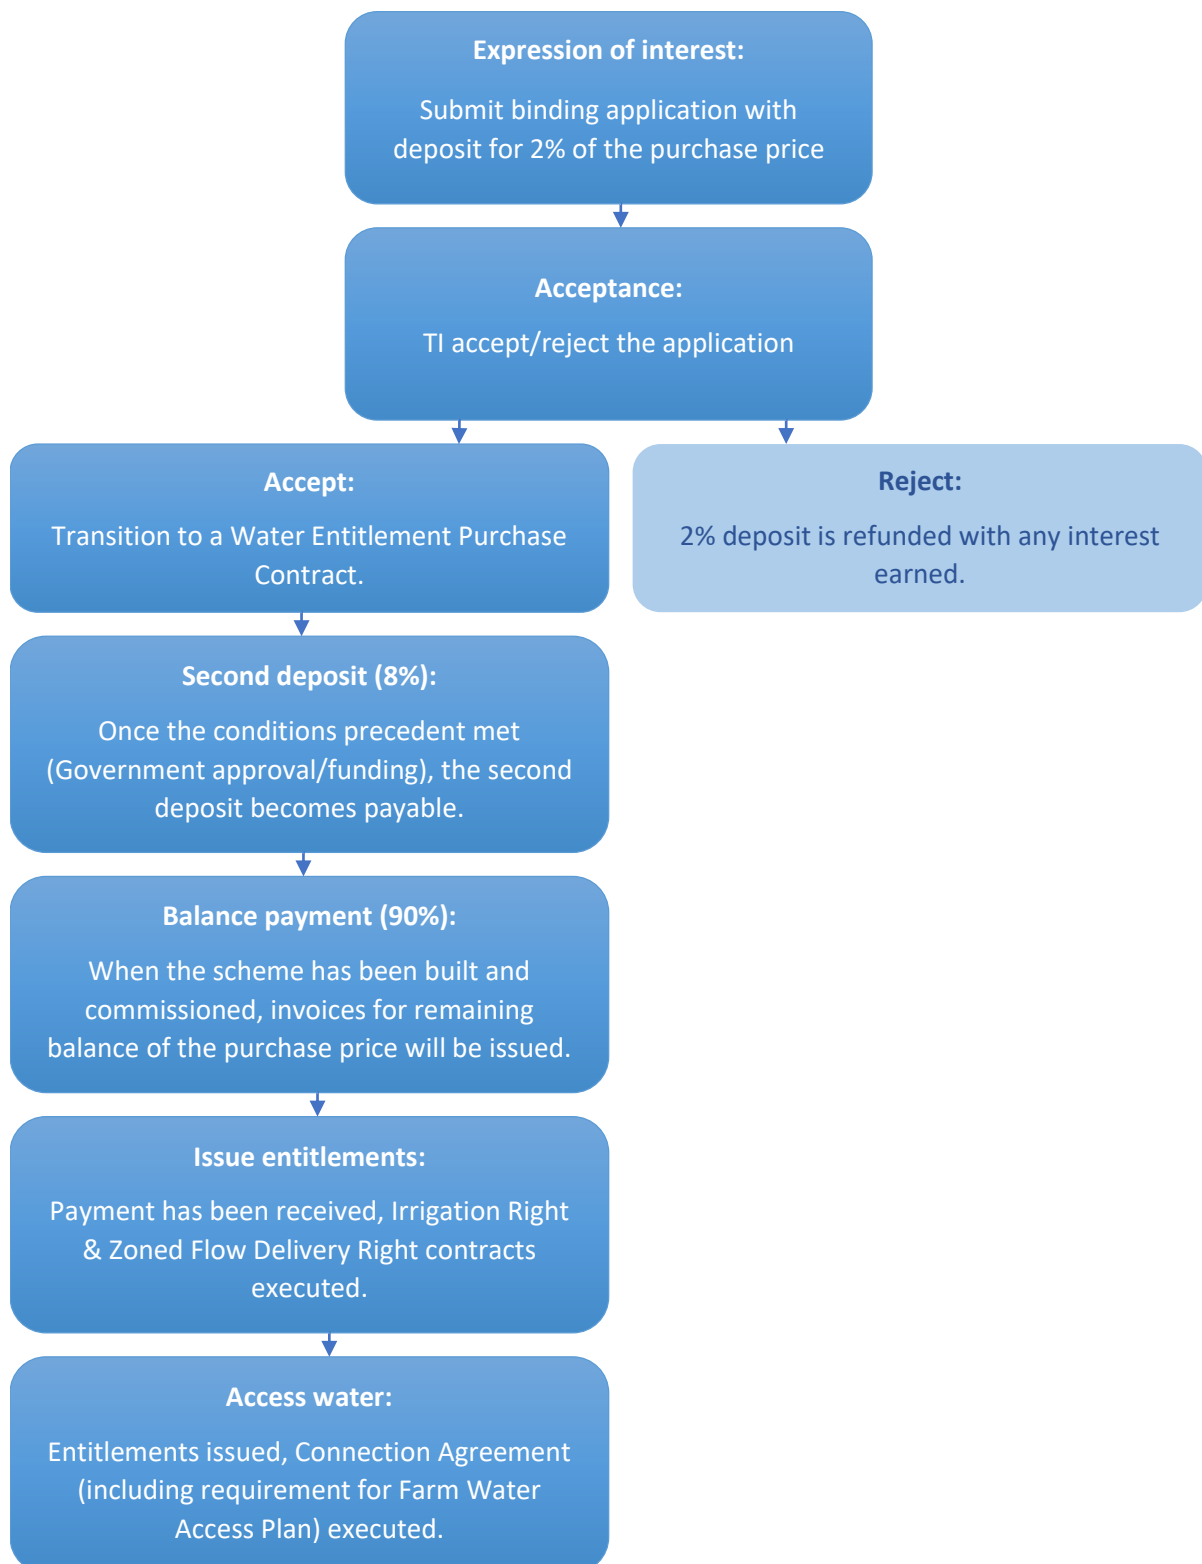 Expression of interest:
Submit binding application with
deposit for 2% of the purchase price
Acceptance:
TI accept/reject the application
Accept:
Transition to a Water Entitlement Purchase
Contract.
Reject:
2% deposit is refunded with any interest
earned.
Second deposit (8%):
Once the conditions precedent met
(Government approval/funding), the second
deposit becomes payable.
Balance payment (90%):
When the scheme has been built and
commissioned, invoices for remaining
balance of the purchase price will be issued.
Issue entitlements:
Payment has been received, Irrigation Right
& Zoned Flow Delivery Right contracts
executed.
Access water:
Entitlements issued, Connection Agreement
(including requirement for Farm Water
Access Plan) executed.